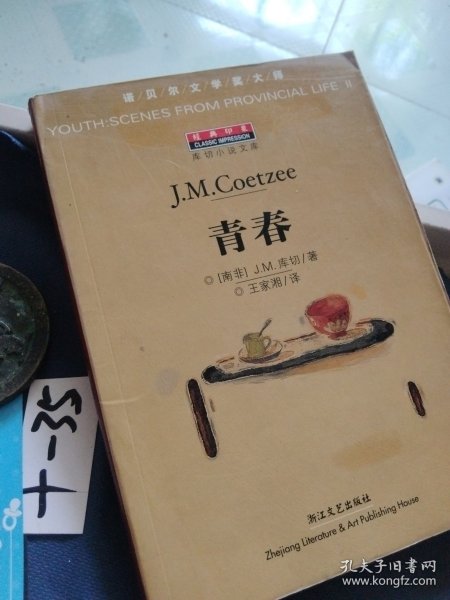 诺贝尔文学奖大师
YOUTH:SCENES FROM PROVINCIAL LIFE II
经典印象
CLASSIC IMPRESSION
库切小说文库
J.M.Coetzee
青春
◎ [南非] J.M.库切/著
◎ 王家湘/译
浙江文艺出版社
Zhejiang Literature & Art Publishing House
十-35
孔夫子旧书网
www.kongfz.com